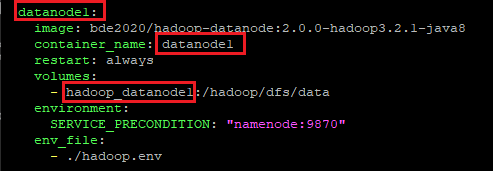 datanode1:
image: bde2020/hadoop-datanode:2.0.0-hadoop3.2.1-java8
container_name: datanode1
restart: always
volumes:
- hadoop_datanode1:/hadoop/dfs/data
environment:
SERVICE_PRECONDITION: "namenode:9870"
env_file:
- ./hadoop.env